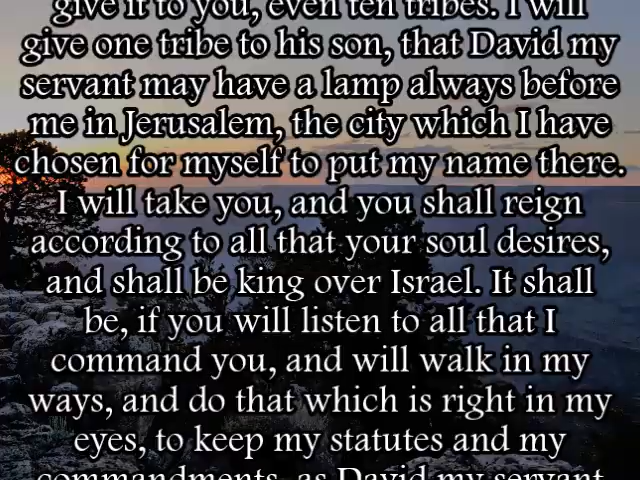 give it to you, even ten tribes. I will
give one tribe to his son, that David my
servant may have a lamp always before
me in Jerusalem, the city which I have
chosen for myself to put my name there.
I will take you, and you shall reign
according to all that your soul desires,
and shall be king over Israel. It shall
be, if you will listen to all that I
command you, and will walk in my
ways, and do that which is right in my
eyes, to keep my statutes and my
commandments, as David my servant